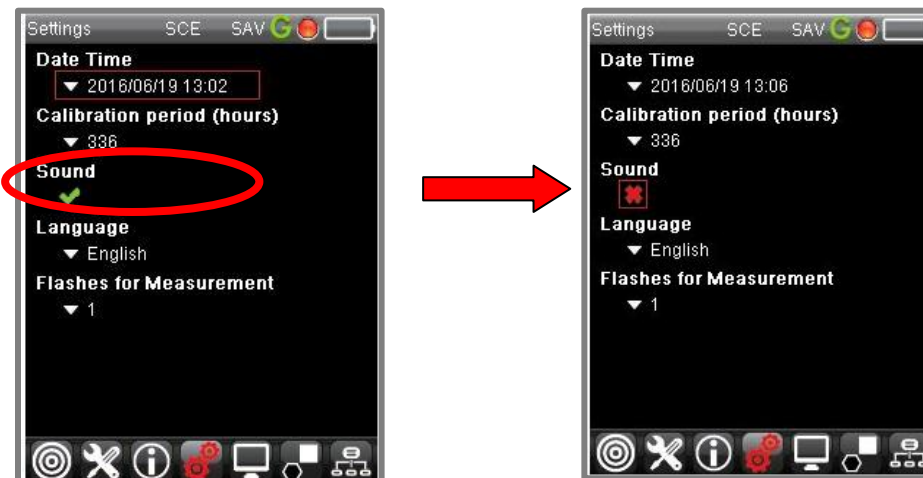 Settings SCE SAV G
Date Time
2016/06/19 13:02
Calibration period (hours)
336
Sound
Language
English
Flashes for Measurement
1
Settings SCE SAV G
Date Time
2016/06/19 13:06
Calibration period (hours)
336
Sound
Language
English
Flashes for Measurement
1